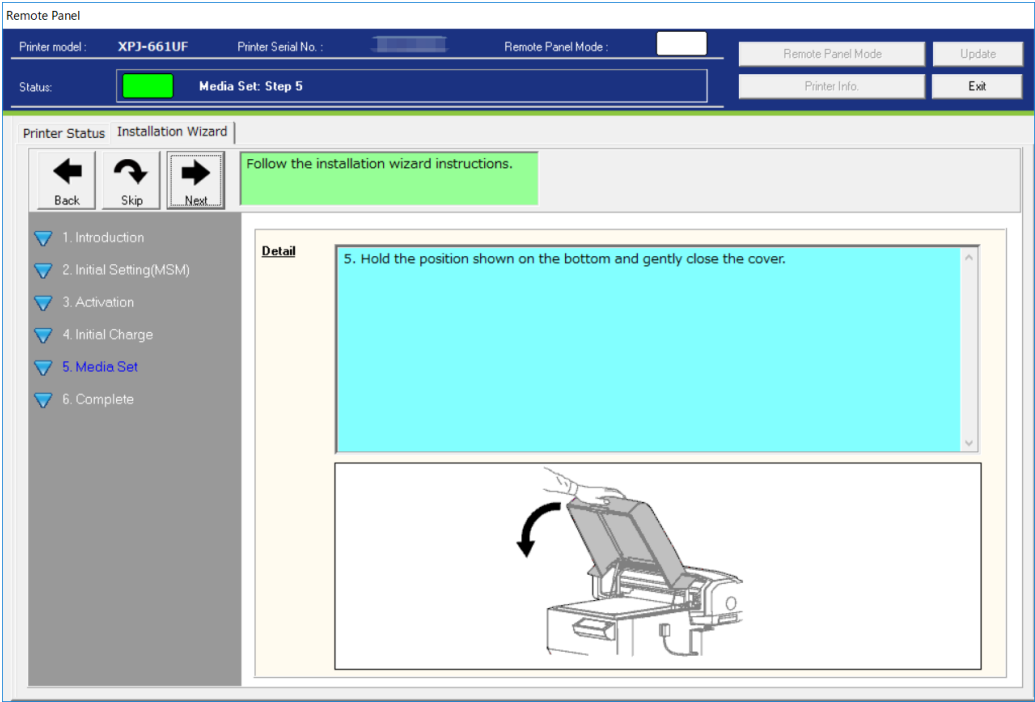 Remote Panel
Printer model : XPJ-661UF Printer Serial No. : Remote Panel Mode : Remote Panel Mode Update
Status: Media Set: Step 5 Printer Info. Exit
Printer Status Installation Wizard
Back Skip Next Follow the installation wizard instructions.
1. Introduction
2. Initial Setting(MSM)
3. Activation
4. Initial Charge
5. Media Set
6. Complete
Detail
5. Hold the position shown on the bottom and gently close the cover.